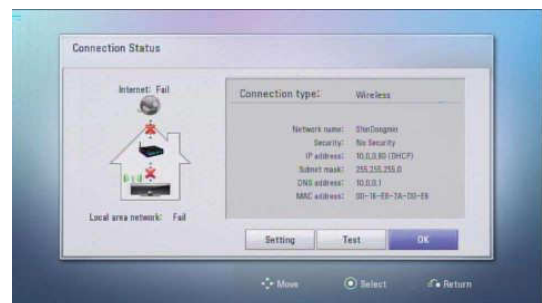 Connection Status
Internet: Fail
Local area network: Fail
Connection type: Wireless
Network name: ShinDongmin
Security: No Security
IP address: 10.0.0.80 (DHCP)
Subnet mask: 255.255.255.0
DNS address: 10.0.0.1
MAC address:
Setting
Test
OK
Move
Select
Return